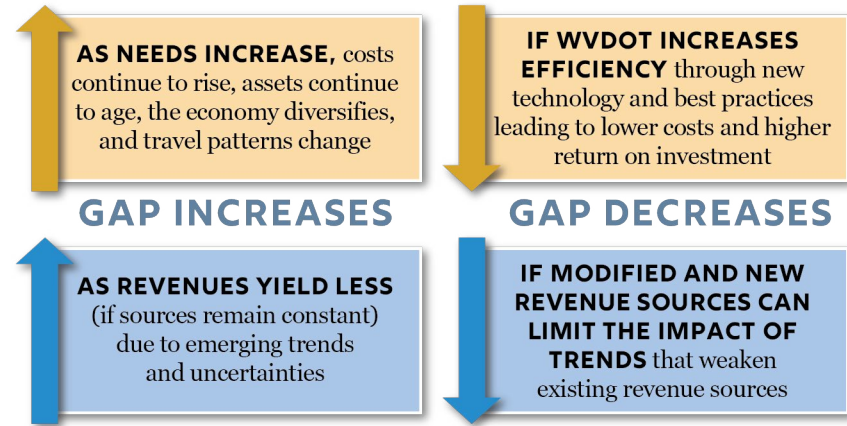 AS NEEDS INCREASE, costs
continue to rise, assets continue
to age, the economy diversifies,
and travel patterns change
IF WVDOT INCREASES
EFFICIENCY through new
technology and best practices
leading to lower costs and higher
return on investment
GAP INCREASES
GAP DECREASES
AS REVENUES YIELD LESS
(if sources remain constant)
due to emerging trends
and uncertainties
IF MODIFIED AND NEW
REVENUE SOURCES CAN
LIMIT THE IMPACT OF
TRENDS that weaken
existing revenue sources